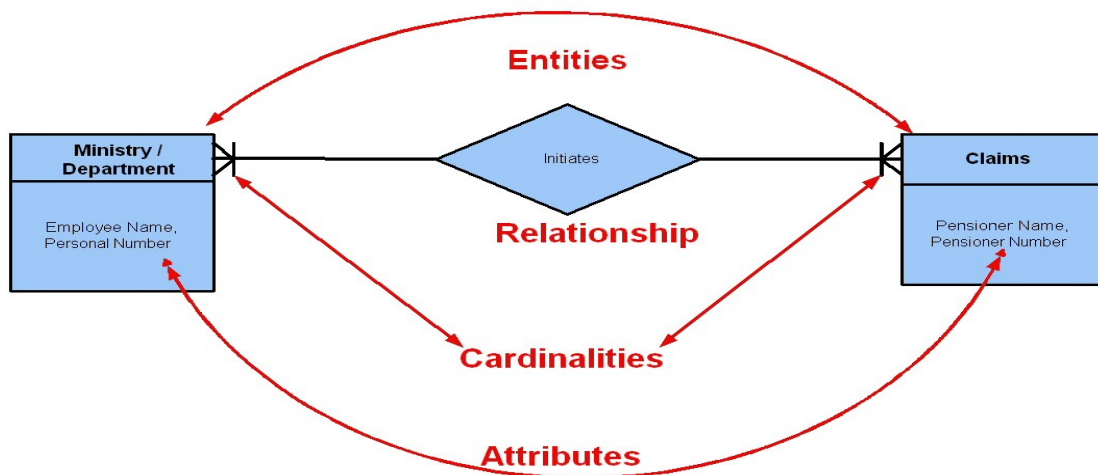 Entities
Ministry /
Department
Initiates
Claims
Employee Name,
Personal Number
Relationship
Pensioner Name,
Pensioner Number
Cardinalities
Attributes